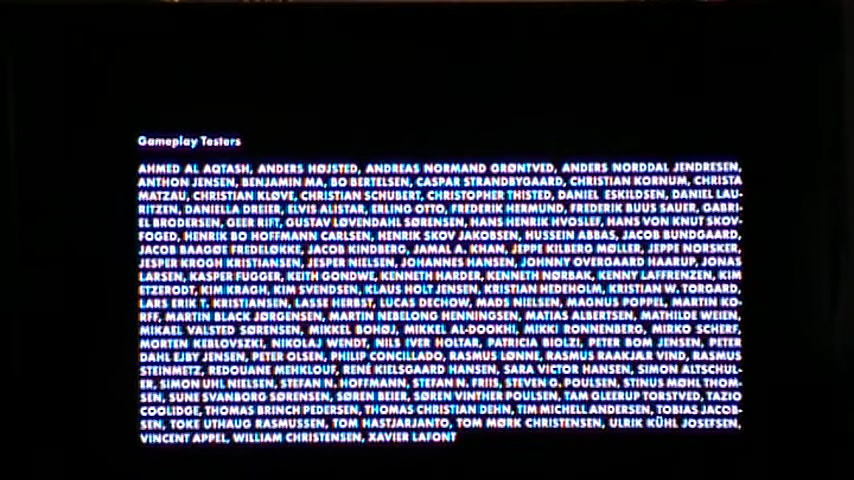 Gameplay Testers
AHMED AL AQTASH, ANDERS HØJSTED, ANDREAS NORMAND GRØNTVED, ANDERS NORDDAL JENDRESEN,
ANTHON JENSEN, BENJAMIN MA, BO BERTELSEN, CASPAR STRANDBYGAARD, CHRISTIAN KORNUM, CHRISTA
MATZAU, CHRISTIAN KLØVE, CHRISTIAN SCHUBERT, CHRISTOPHER THISTED, DANIEL ESKILDSEN, DANIEL LAU-
RITZEN, DANIELLA DREIER, ELVIS ALISTAR, ERLING OTTO, FREDERIK HERMUND, FREDERIK BUUS SAUER, GABRI-
EL BRODERSEN, GEER RIFT, GUSTAV LØVENDAHL SØRENSEN, HANS HENRIK HVOSLEF, HANS VON KNUT SKOV-
FOGED, HENRIK BO HOFFMANN CARLSEN, HENRIK SKOV JAKOBSEN, HUSSEIN ABBAS, JACOB BUNDGAARD,
JACOB BAAGØE FREDELØKKE, JACOB KINDBERG, JAMAL A. KHAN, JEPPE KILBERG MØLLER, JEPPE NORSKER,
JESPER KROGH KRISTIANSEN, JESPER NIELSEN, JOHANNES HANSEN, JOHNNY OVERGAARD HAARUP, JONAS
LARSEN, KASPER FUGGER, KEITH GONDWE, KENNETH HARDER, KENNETH NØRBAK, KENNY LAFFRENZEN, KIM
ETZERODT, KIM KRAGH, KIM SVENDSEN, KLAUS HOLT JENSEN, KRISTIAN HEDEHOLM, KRISTIAN W. TORGARD,
LARS ERIK T. KRISTIANSEN, LASSE HERBST, LUCAS DECHOW, MADS NIELSEN, MAGNUS POPPEL, MARTIN KO-
RFF, MARTIN BLACK JØRGENSEN, MARTIN NEBELONG HENNINGSEN, MATIAS ALBERTSEN, MATHILDE WEIEN,
MIKAEL VALSTED SØRENSEN, MIKKEL BOHØJ, MIKKEL AL-DOOKHI, MIKKI RONNENBERG, MIRKO SCHERF,
MORTEN KEBLOVSZKI, NIKOLAJ WENDT, NILS IVER HOLTAR, PATRICIA BIOLZI, PETER BOM JENSEN, PETER
DAHL EJBY JENSEN, PETER OLSEN, PHILIP CONCILLADO, RASMUS LØNNE, RASMUS RAAKJÆR VIND, RASMUS
STEINMETZ, REDOUANE MEHKLOUF, RENÉ KIELSGAARD HANSEN, SARA VICTOR HANSEN, SIMON ALTSCHUL-
ER, SIMON UHL NIELSEN, STEFAN N. HOFFMANN, STEFAN N. FRIIS, STEVEN G. POULSEN, STINUS MØHL THOM-
SEN, SUNE SVANBORG SØRENSEN, SØREN BEIER, SØREN VINTHER POULSEN, TAM GLEERUP TORSTVED, TAZIO
COOLIDGE, THOMAS BRINCH PEDERSEN, THOMAS CHRISTIAN DEHN, TIM MICHELL ANDERSEN, TOBIAS JACOB-
SEN, TOKE UTHAUG RASMUSSEN, TOM HASTJARJANTO, TOM MØRK CHRISTENSEN, ULRIK KÜHL JOSEFSEN,
VINCENT APPEL, WILLIAM CHRISTENSEN, XAVIER LAFONT